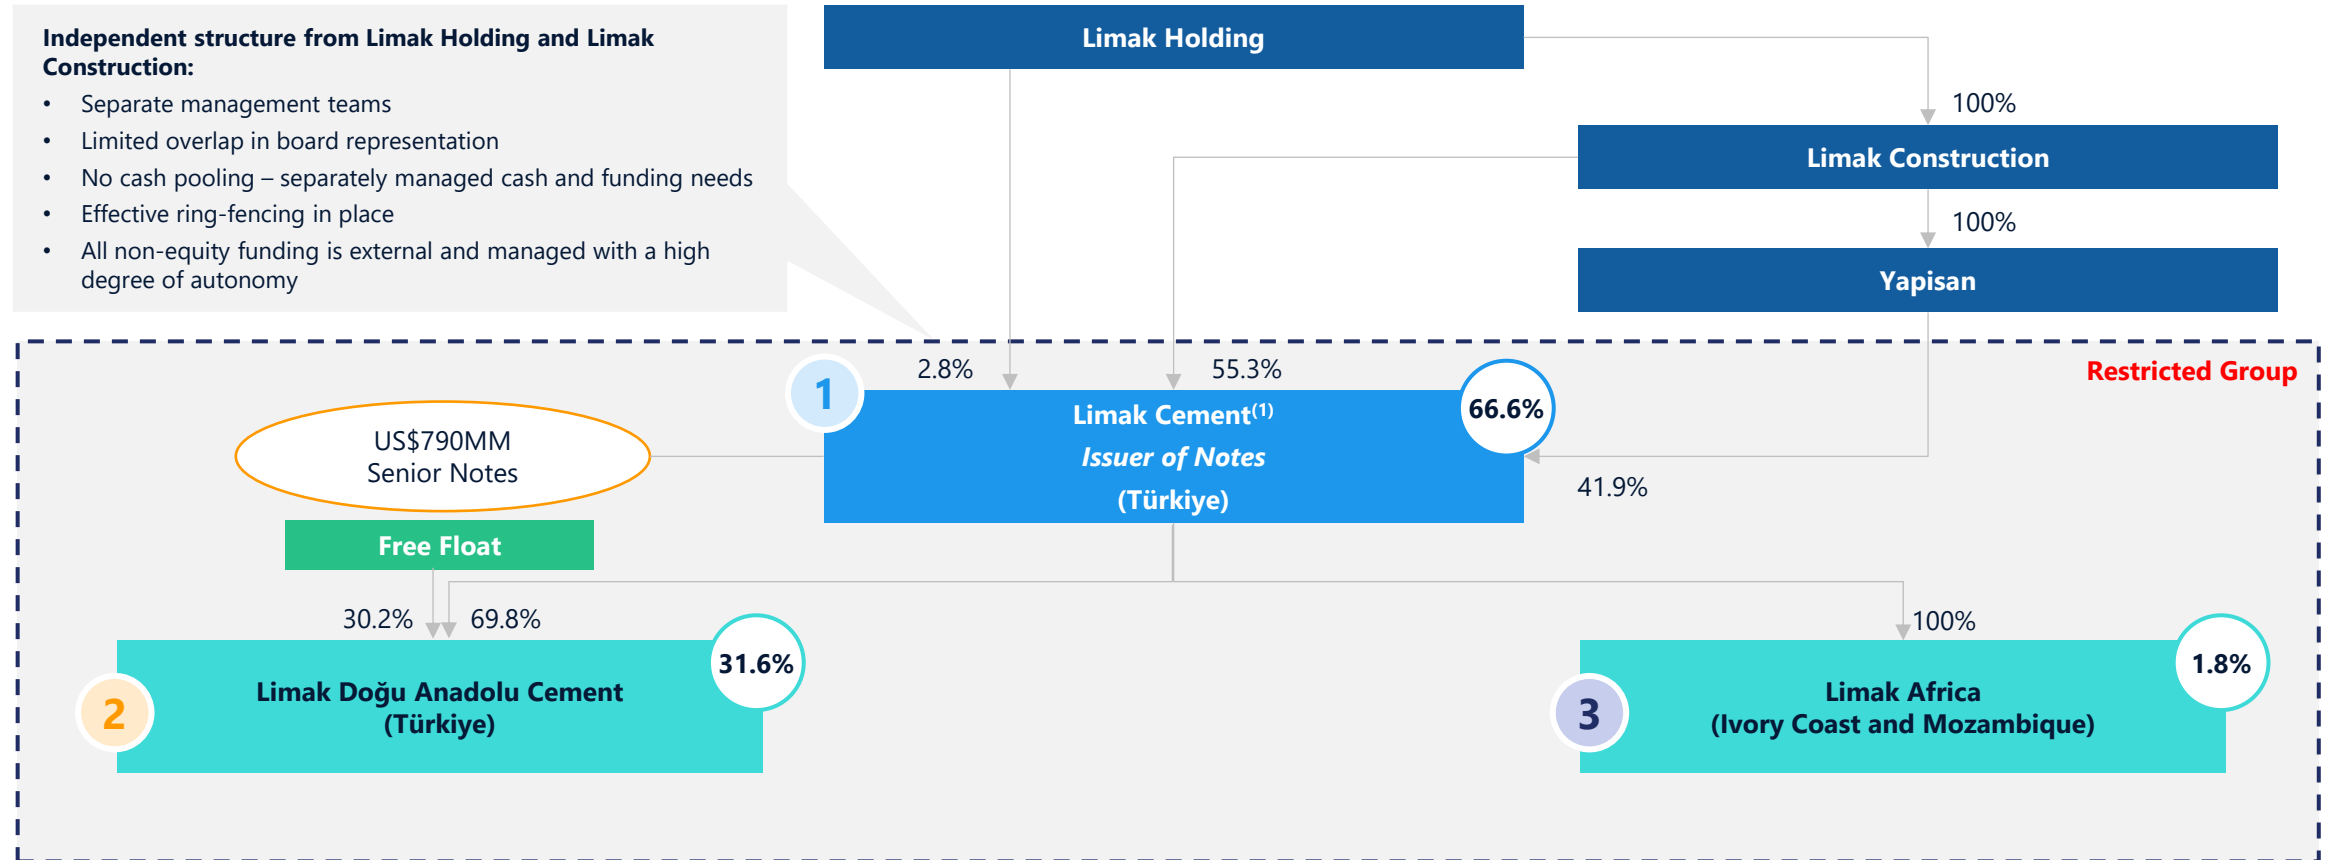 Independent structure from Limak Holding and Limak
Construction:
• Separate management teams
• Limited overlap in board representation
• No cash pooling – separately managed cash and funding needs
• Effective ring-fencing in place
• All non-equity funding is external and managed with a high
degree of autonomy
Limak Holding
100%
Limak Construction
100%
Yapisan
Restricted Group
2.8%
55.3%
1
Limak Cement(1)
Issuer of Notes
(Türkiye)
66.6%
41.9%
US$790MM
Senior Notes
Free Float
30.2%
69.8%
100%
2
Limak Doğu Anadolu Cement
(Türkiye)
31.6%
3
Limak Africa
(Ivory Coast and Mozambique)
1.8%